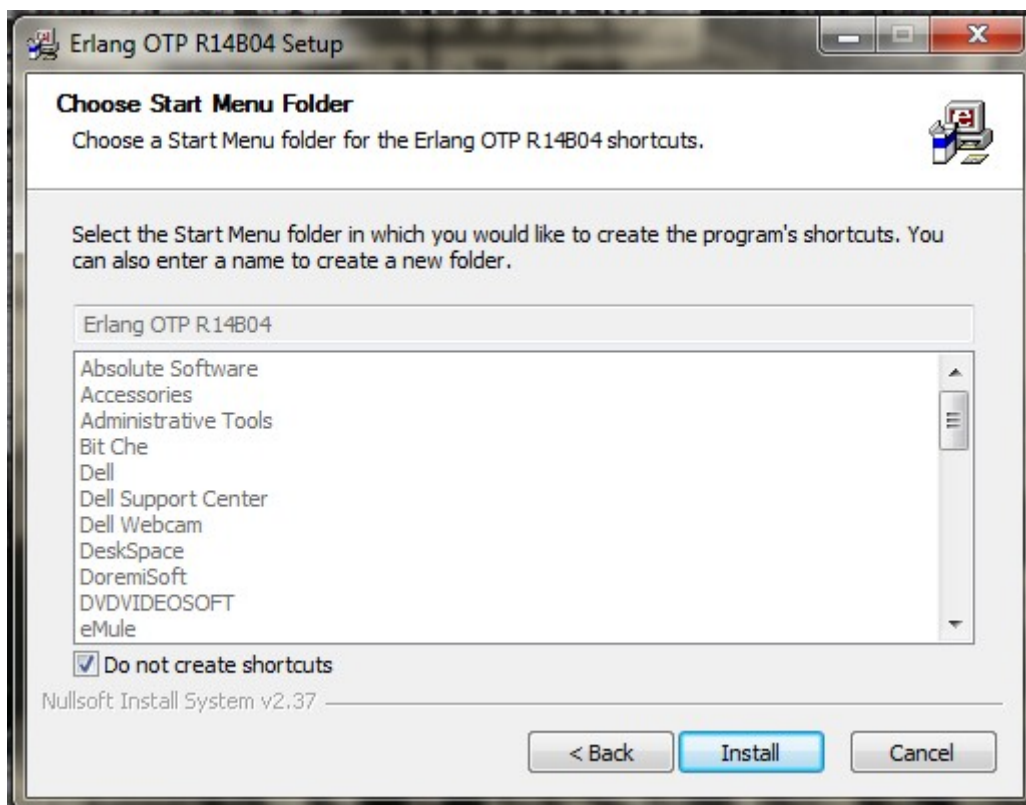 Erlang OTP R14B04 Setup
Choose Start Menu Folder
Choose a Start Menu folder for the Erlang OTP R14B04 shortcuts.
Select the Start Menu folder in which you would like to create the program's shortcuts. You
can also enter a name to create a new folder.
Erlang OTP R14B04
Absolute Software
Accessories
Administrative Tools
Bit Che
Dell
Dell Support Center
Dell Webcam
DeskSpace
DoremiSoft
DVDVIDEOSOFT
eMule
Do not create shortcuts
Nullsoft Install System v2.37
< Back Install Cancel